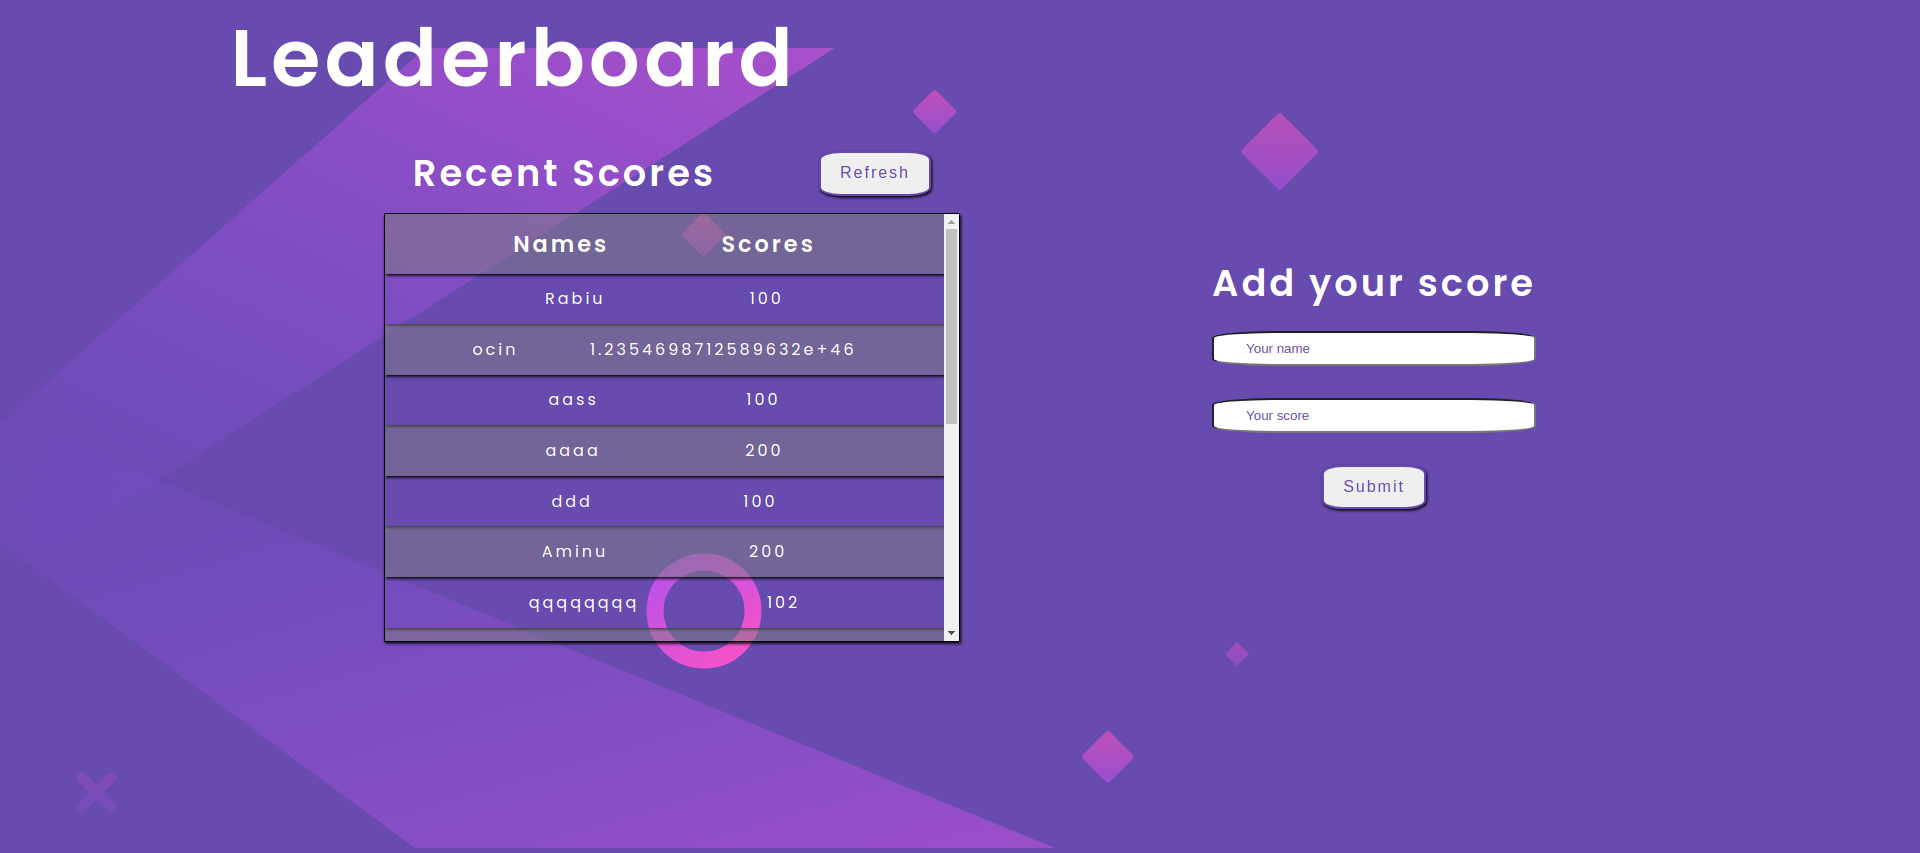 Leaderboard
Recent Scores
Refresh
Names Scores
Rabiu 100
ocin 1.2354698712589632e+46
aass 100
aaaa 200
ddd 100
Aminu 200
qqqqqqqq 102
Add your score
Your name
Your score
Submit